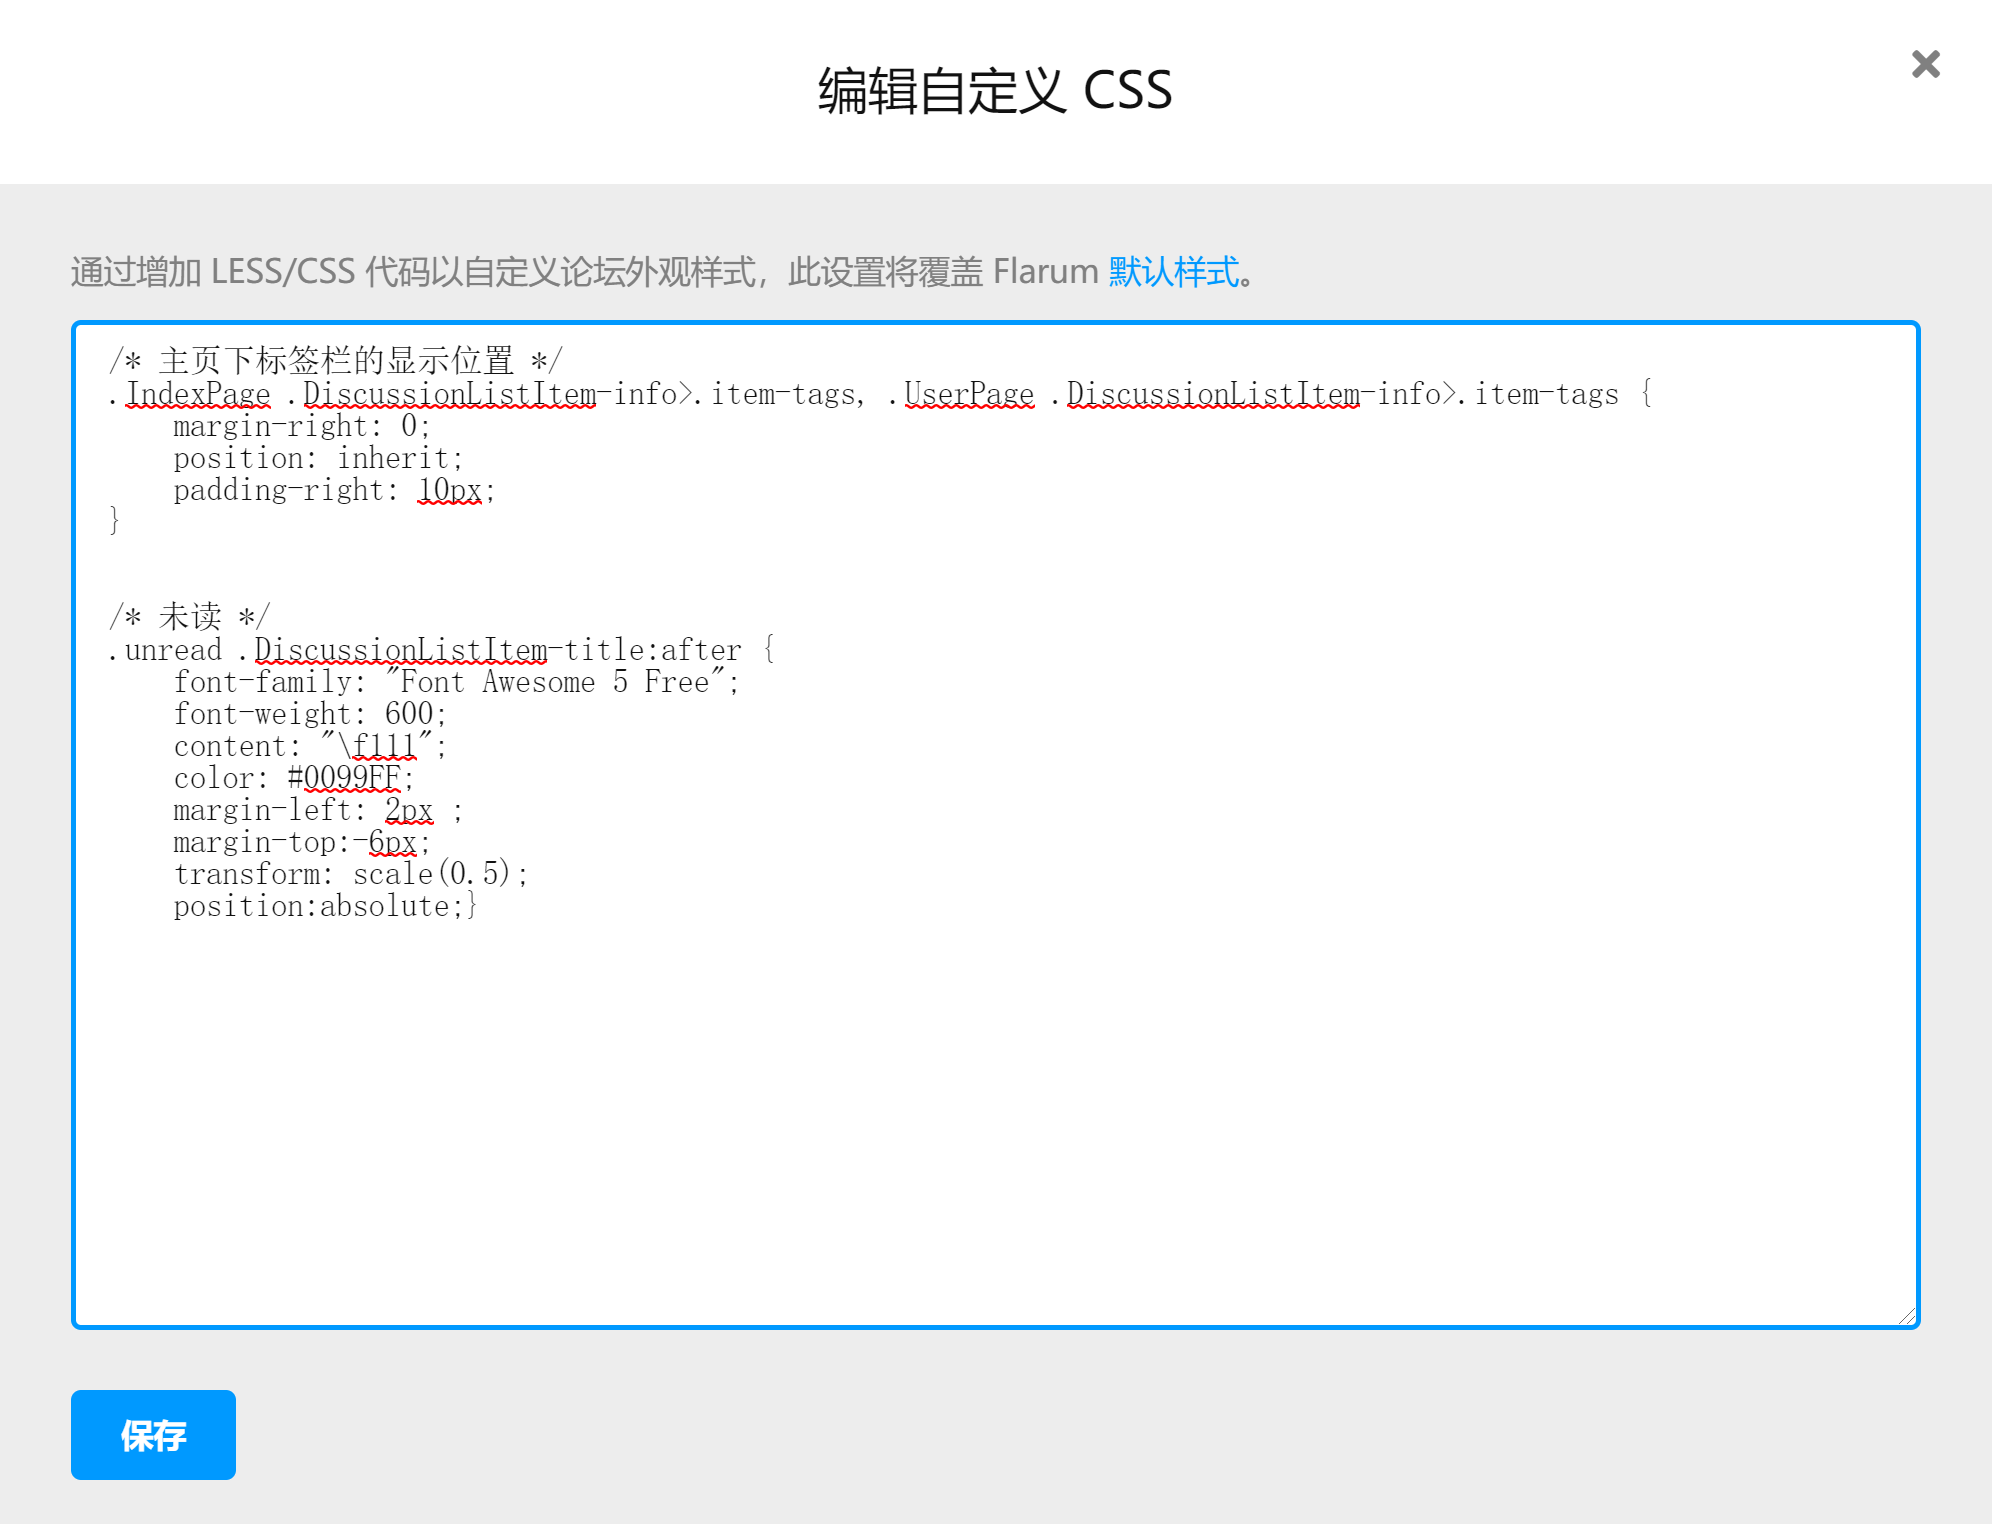 编辑自定义 CSS
通过增加 LESS/CSS 代码以自定义论坛外观样式，此设置将覆盖 Flarum 默认样式。
/* 主页下标签栏的显示位置 */
.IndexPage .DiscussionListItem-info>.item-tags, .UserPage .DiscussionListItem-info>.item-tags {
    margin-right: 0;
    position: inherit;
    padding-right: 10px;
}
/* 未读 */
.unread .DiscussionListItem-title:after {
    font-family: "Font Awesome 5 Free";
    font-weight: 600;
    content: "\f111";
    color: #0099FF;
    margin-left: 2px ;
    margin-top:-6px;
    transform: scale(0.5);
    position:absolute;}
保存